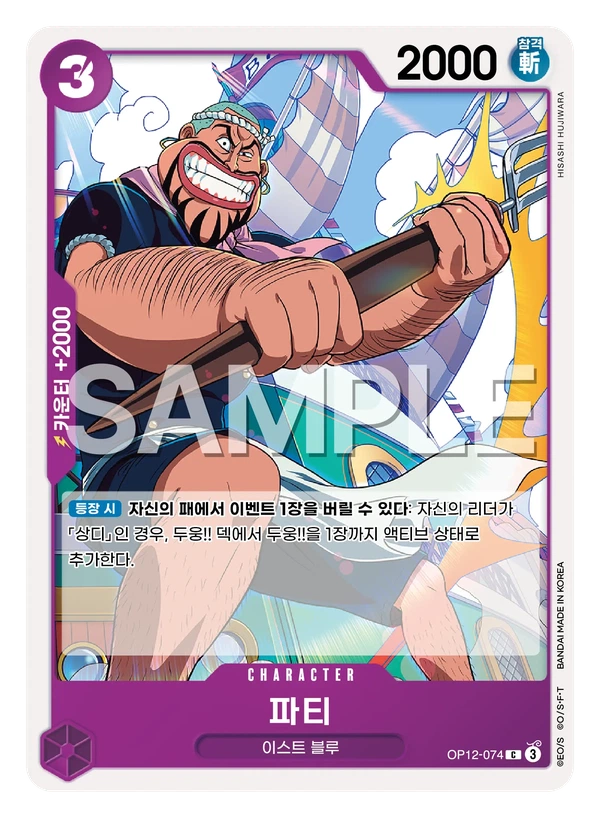 3
2000
참격
斬
HISASHI HUJIWARA
카운터 +2000
SAMPLE
등장 시 자신의 패에서 이벤트 1장을 버릴 수 있다: 자신의 리더가
「상디」인 경우, 두웅!! 덱에서 두웅!!을 1장까지 액티브 상태로
추가한다.
CHARACTER
파티
이스트 블루
OP12-074 C 3
©EO/S ©O/S·F·T BANDAI MADE IN KOREA